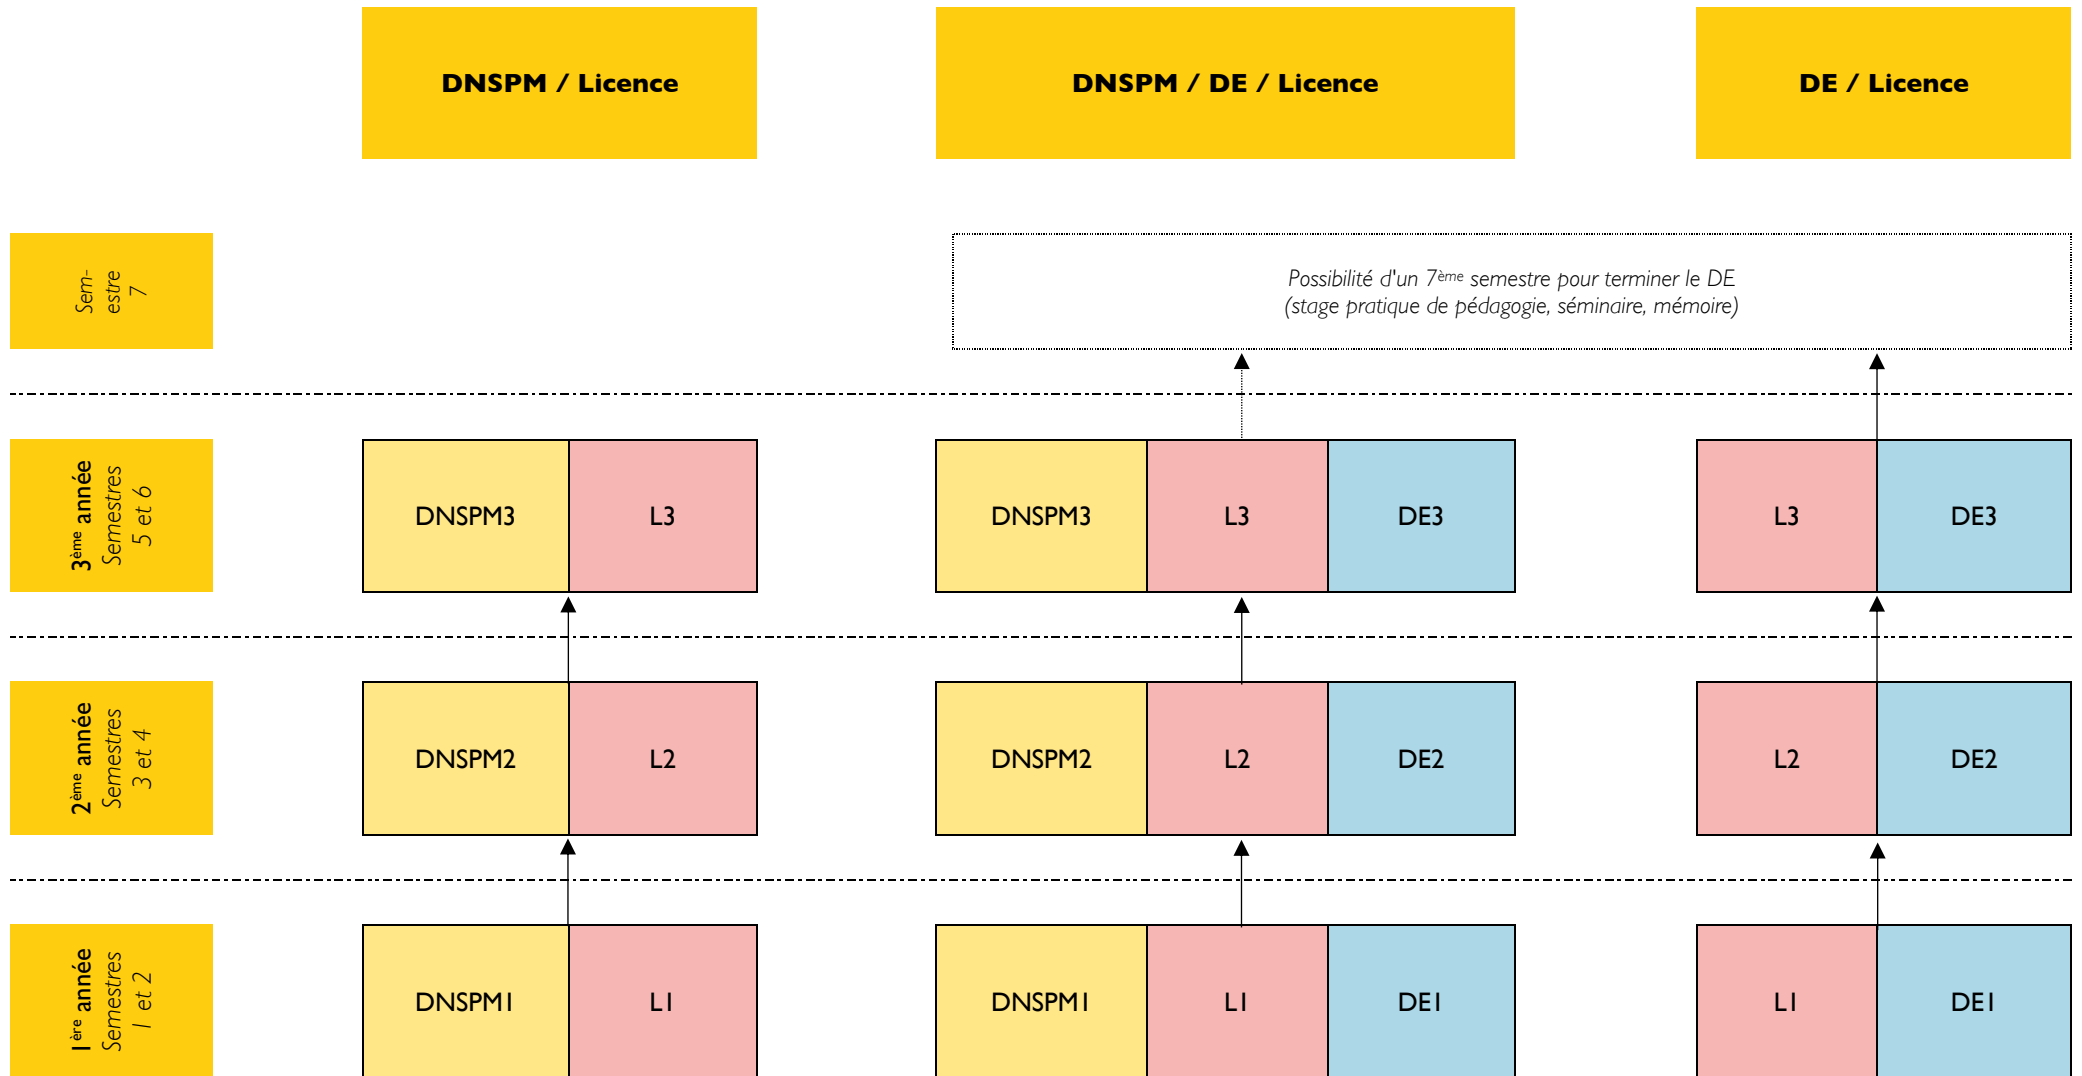 DNSPM / Licence
DNSPM / DE / Licence
DE / Licence
Sem-
estre
7
Possibilité d'un 7ème semestre pour terminer le DE
(stage pratique de pédagogie, séminaire, mémoire)
3ème année
Semestres
5 et 6
DNSPM3
L3
DNSPM3
L3
DE3
L3
DE3
2ème année
Semestres
3 et 4
DNSPM2
L2
DNSPM2
L2
DE2
L2
DE2
1ère année
Semestres
1 et 2
DNSPM1
L1
DNSPM1
L1
DE1
L1
DE1